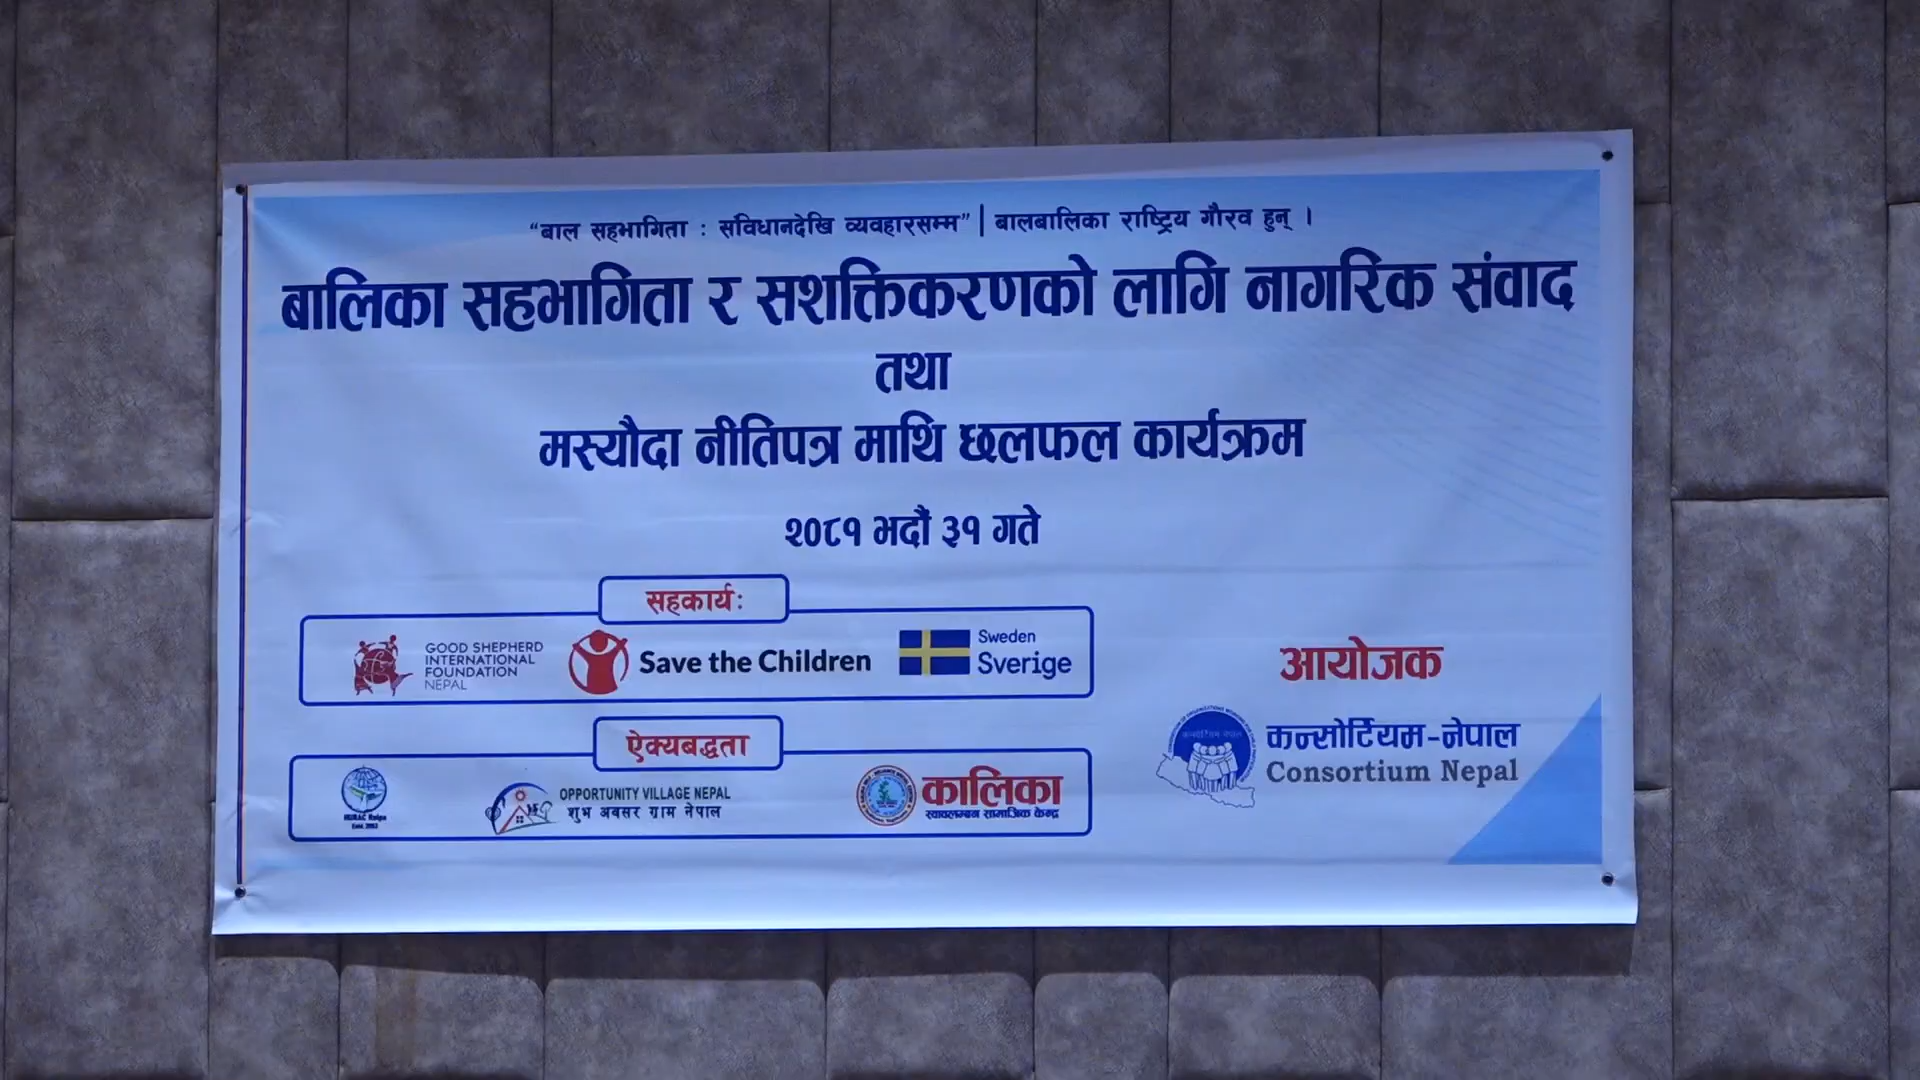 “बाल सहभागिता : संविधानदेखि व्यवहारसम्म” | बालबालिका राष्ट्रिय गौरव हुन् ।
बालिका सहभागिता र सशक्तिकरणको लागि नागरिक संवाद
तथा
मस्यौदा नीतिपत्र माथि छलफल कार्यक्रम
२०८१ भदौं ३१ गते
सहकार्य:
GOOD SHEPHERD
INTERNATIONAL
FOUNDATION
NEPAL
Save the Children
Sweden
Sverige
ऐक्यबद्धता
OPPORTUNITY VILLAGE NEPAL
शुभ अवसर ग्राम नेपाल
कालिका
स्वावलम्बन सामाजिक केन्द्र
आयोजक
कन्सोर्टियम-नेपाल
Consortium Nepal